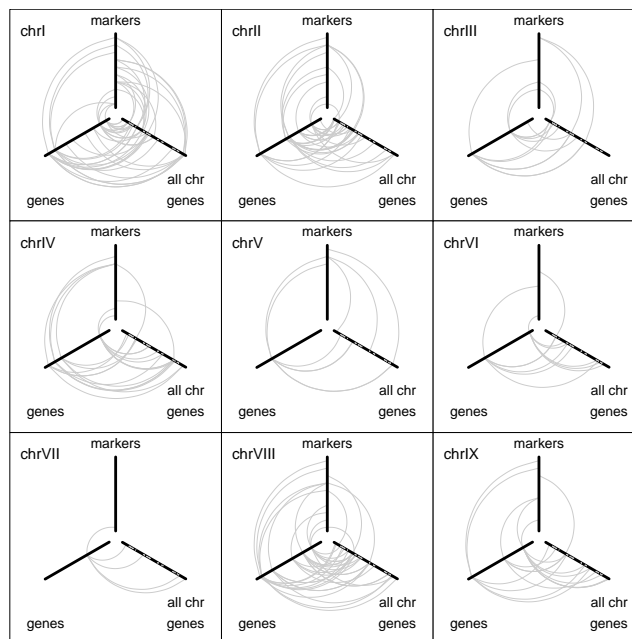 chrI
markers
genes
all chr
genes
chrII
markers
genes
all chr
genes
chrIII
markers
genes
all chr
genes
chrIV
markers
genes
all chr
genes
chrV
markers
genes
all chr
genes
chrVI
markers
genes
all chr
genes
chrVII
markers
genes
all chr
genes
chrVIII
markers
genes
all chr
genes
chrIX
markers
genes
all chr
genes